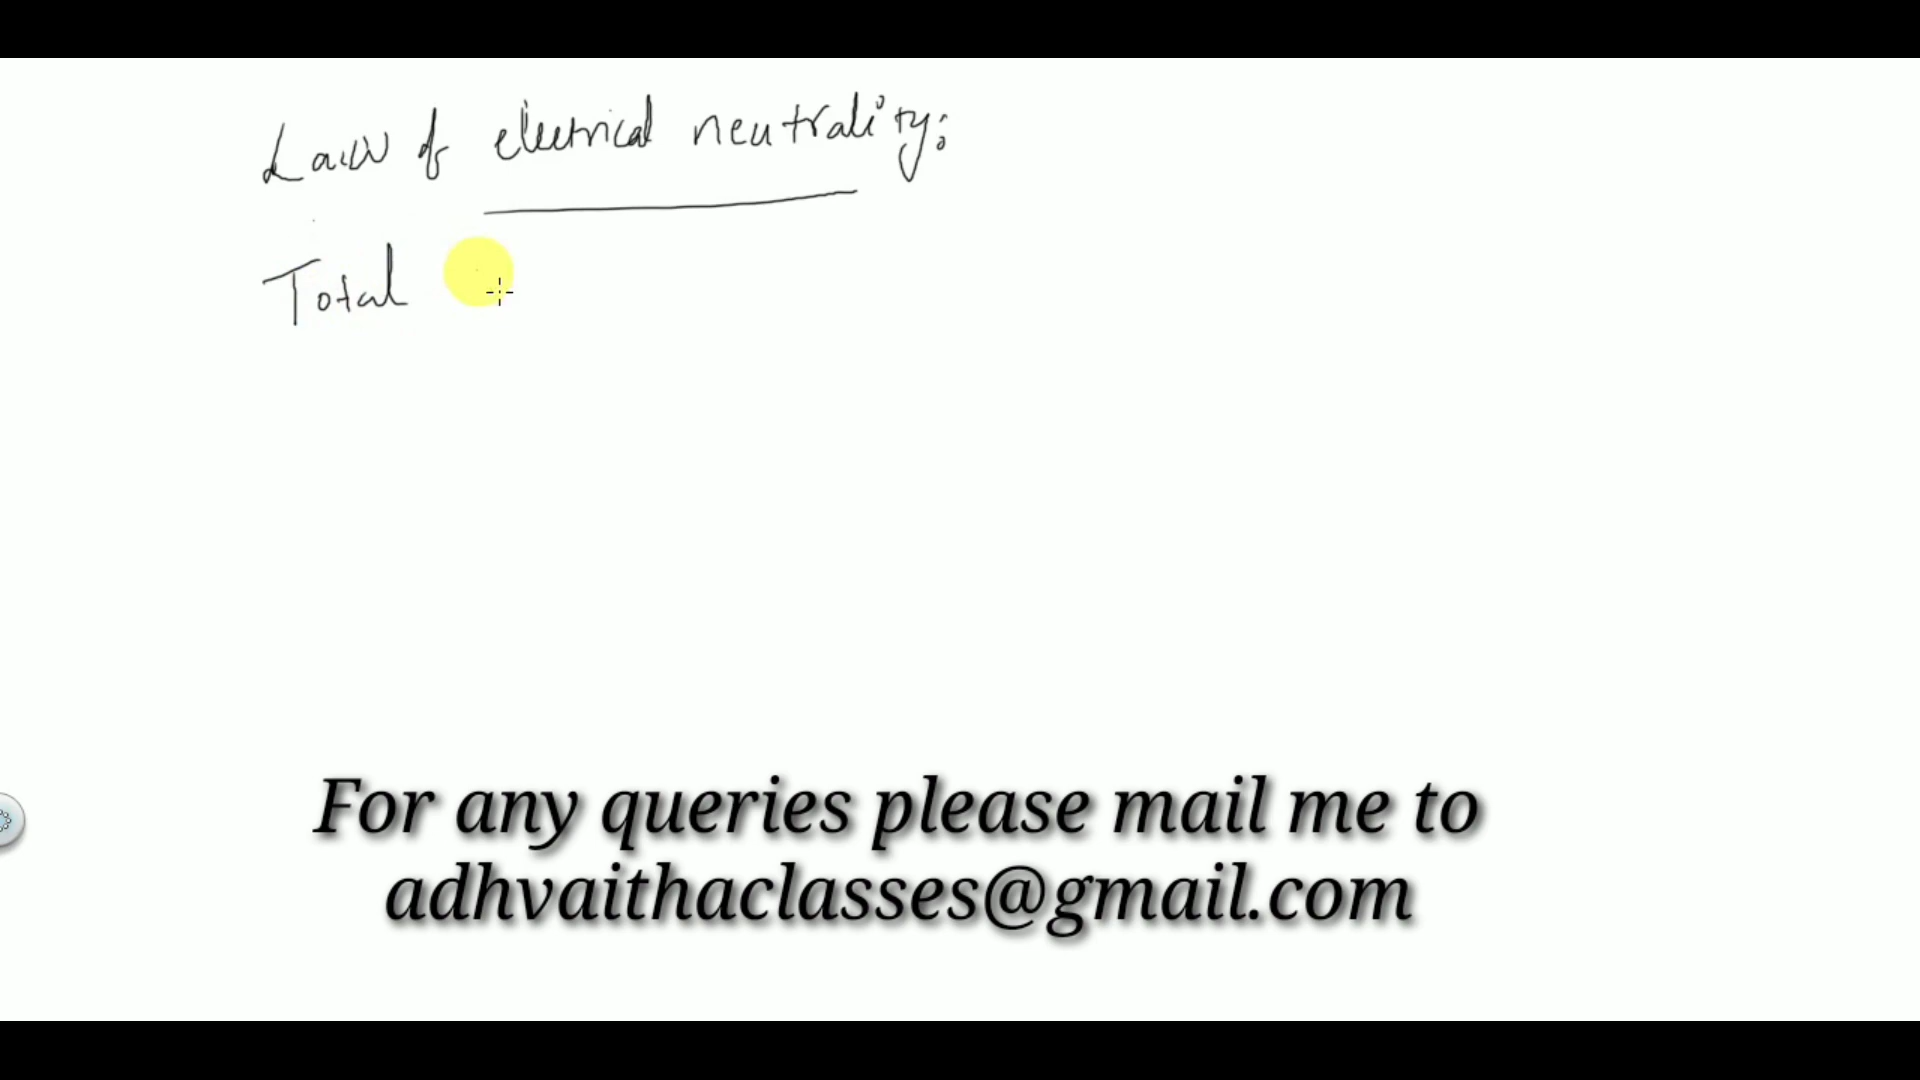 Law of electrical neutrality:
Total
For any queries please mail me to
adhvaithaclasses@gmail.com